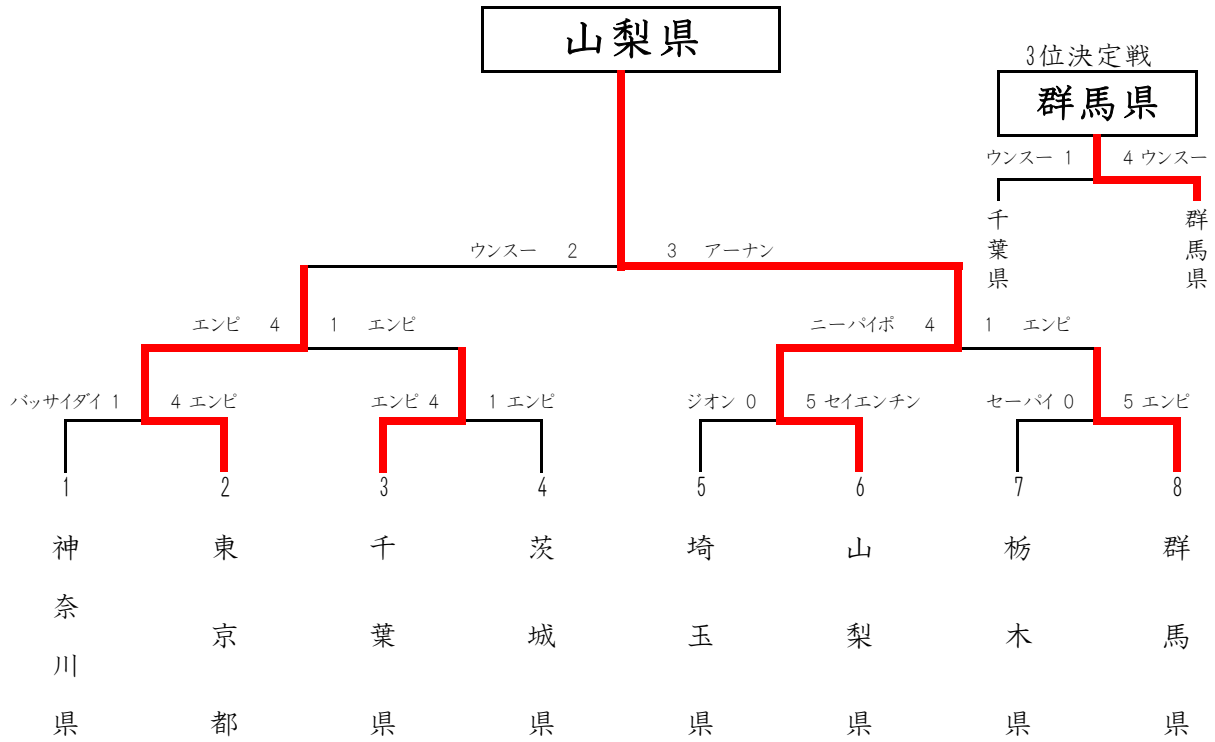 山梨県
3位決定戦
群馬県
ウンスー 1 4 ウンスー
千葉県 群馬県
ウンスー 2 3 アーナン
エンピ 4 1 エンピ ニーパイポ 4 1 エンピ
バッサイダイ 1 4 エンピ エンピ 4 1 エンピ ジオン 0 5 セイエンチン セーパイ 0 5 エンピ
1 2 3 4 5 6 7 8
神奈川県 東京都 千葉県 茨城県 埼玉県 山梨県 栃木県 群馬県